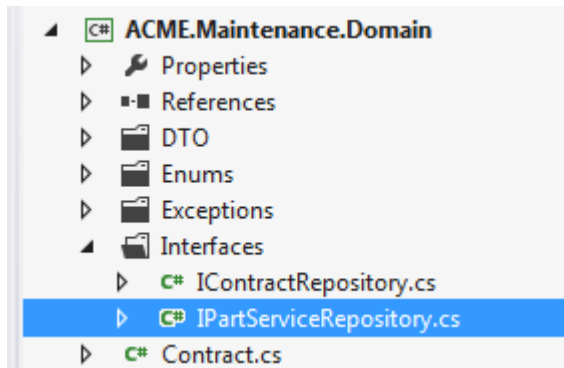 C# ACME.Maintenance.Domain
Properties
References
DTO
Enums
Exceptions
Interfaces
C# IContractRepository.cs
C# IPartServiceRepository.cs
C# Contract.cs